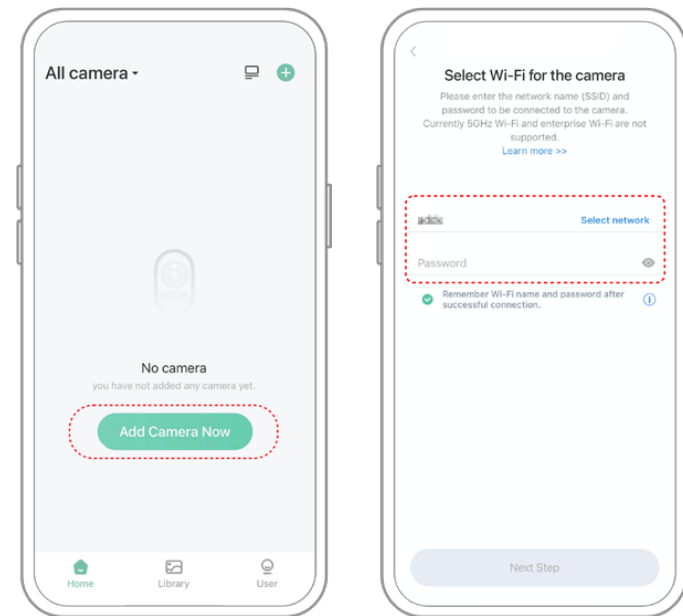 All camera
No camera
you have not added any camera yet.
Add Camera Now
Home
Library
User
Select Wi-Fi for the camera
Please enter the network name (SSID) and
password to be connected to the camera.
Currently 5GHz Wi-Fi and enterprise Wi-Fi are not
supported.
Learn more >>
Select network
Password
Remember Wi-Fi name and password after
successful connection.
Next Step